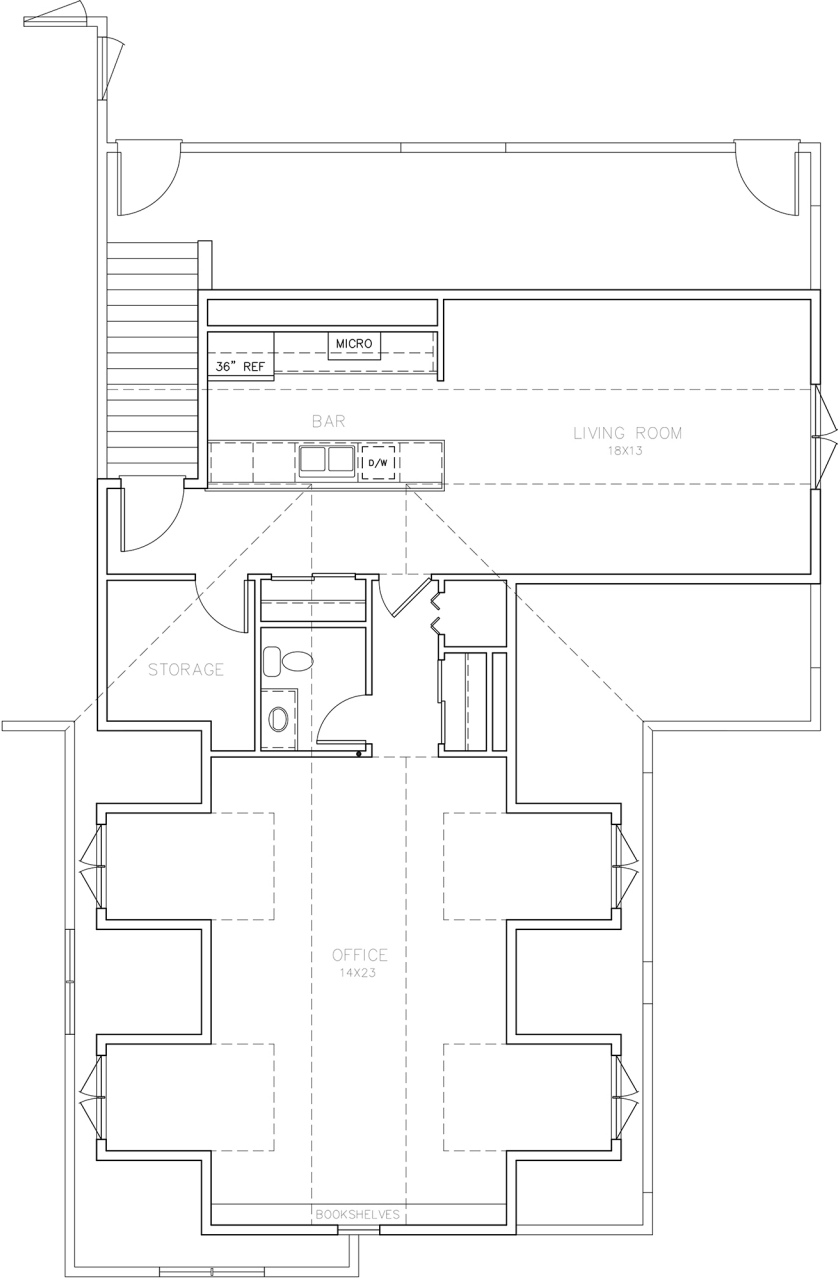 MICRO
36" REF
BAR
LIVING ROOM
18X13
D/W
STORAGE
OFFICE
14X23
BOOKSHELVES